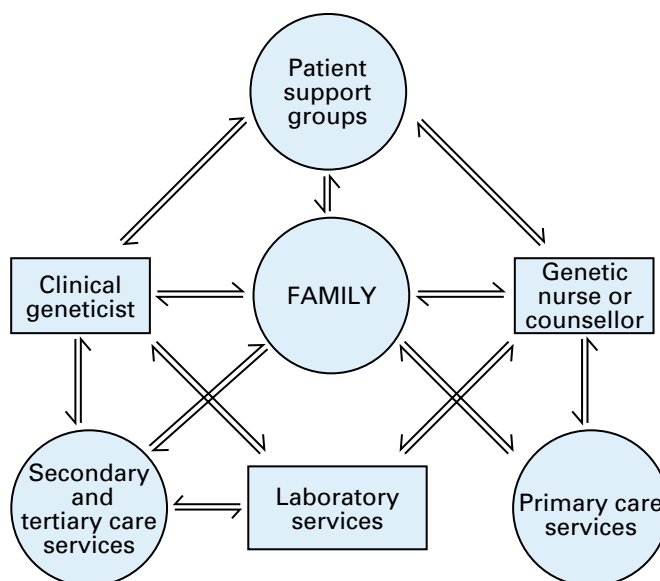 Patient
support
groups
Clinical
geneticist
FAMILY
Genetic
nurse or
counsellor
Secondary
and
tertiary care
services
Laboratory
services
Primary care
services